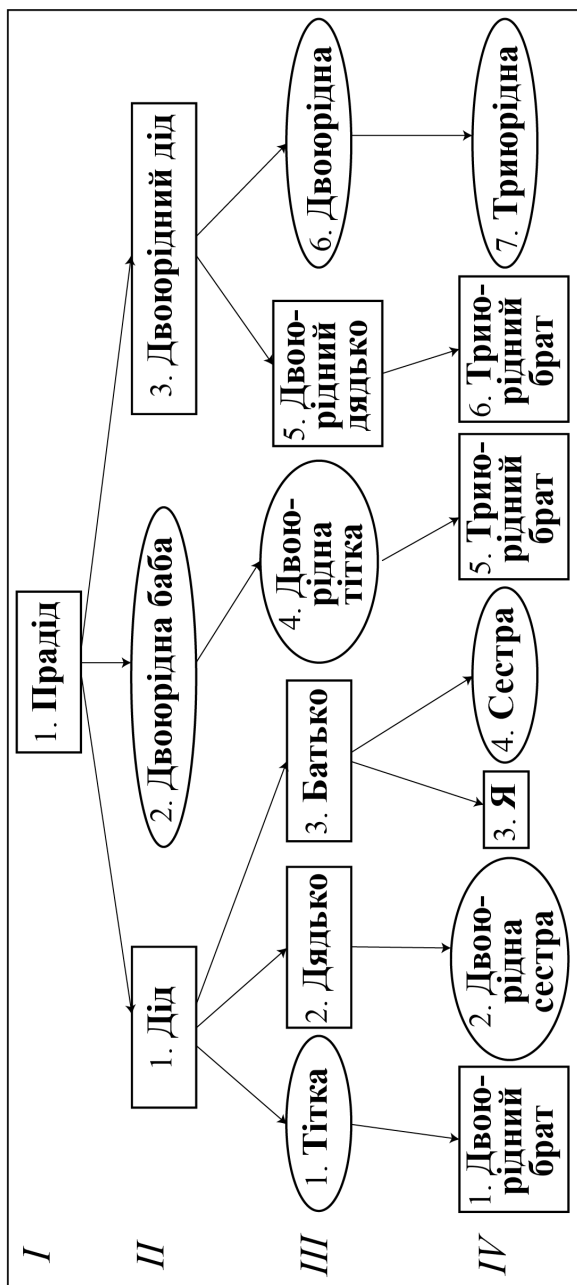 I
1. Прадід
II
1. Дід
2. Двоюрідна баба
3. Двоюрідний дід
III
1. Тітка
2. Дядько
3. Батько
4. Двою-
рідна
тітка
5. Двою-
рідний
дядько
6. Двоюрідна
IV
1. Двою-
рідний
брат
2. Двою-
рідна
сестра
3. Я
4. Сестра
5. Трию-
рідний
брат
6. Трию-
рідний
брат
7. Триюрідна